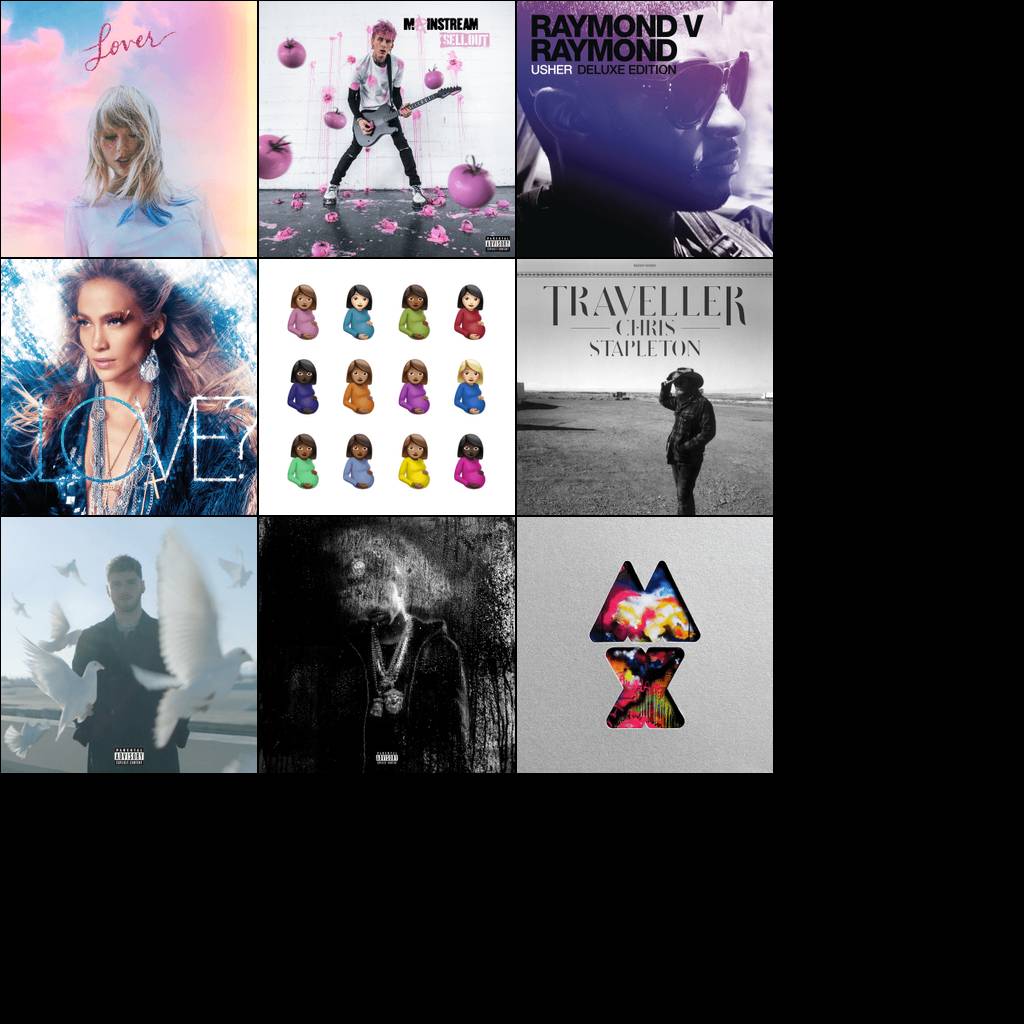 Lover
MAINSTREAM
SELLOUT
PARENTAL
ADVISORY
EXPLICIT CONTENT
RAYMOND V
RAYMOND
USHER DELUXE EDITION
LOVE?
TRAVELLER
CHRIS
STAPLETON
PARENTAL
ADVISORY
EXPLICIT CONTENT
PARENTAL
ADVISORY
EXPLICIT CONTENT